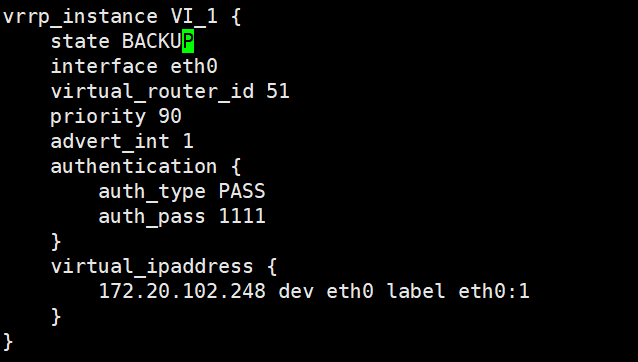 vrrp_instance VI_1 {
    state BACKUP
    interface eth0
    virtual_router_id 51
    priority 90
    advert_int 1
    authentication {
        auth_type PASS
        auth_pass 1111
    }
    virtual_ipaddress {
        172.20.102.248 dev eth0 label eth0:1
    }
}